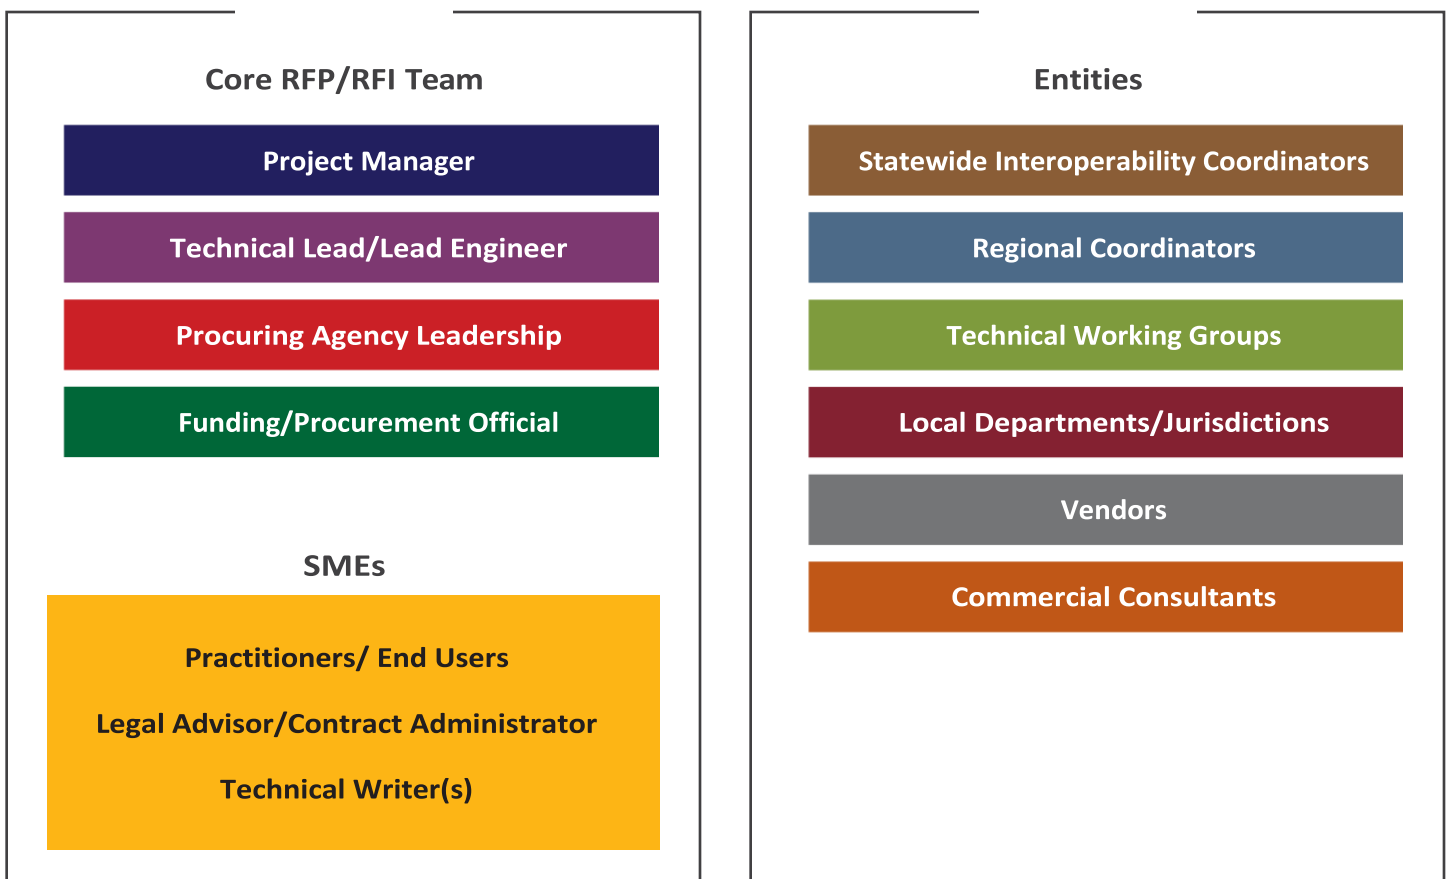 Core RFP/RFI Team
Project Manager
Technical Lead/Lead Engineer
Procuring Agency Leadership
Funding/Procurement Official
SMEs
Practitioners/ End Users
Legal Advisor/Contract Administrator
Technical Writer(s)
Entities
Statewide Interoperability Coordinators
Regional Coordinators
Technical Working Groups
Local Departments/Jurisdictions
Vendors
Commercial Consultants